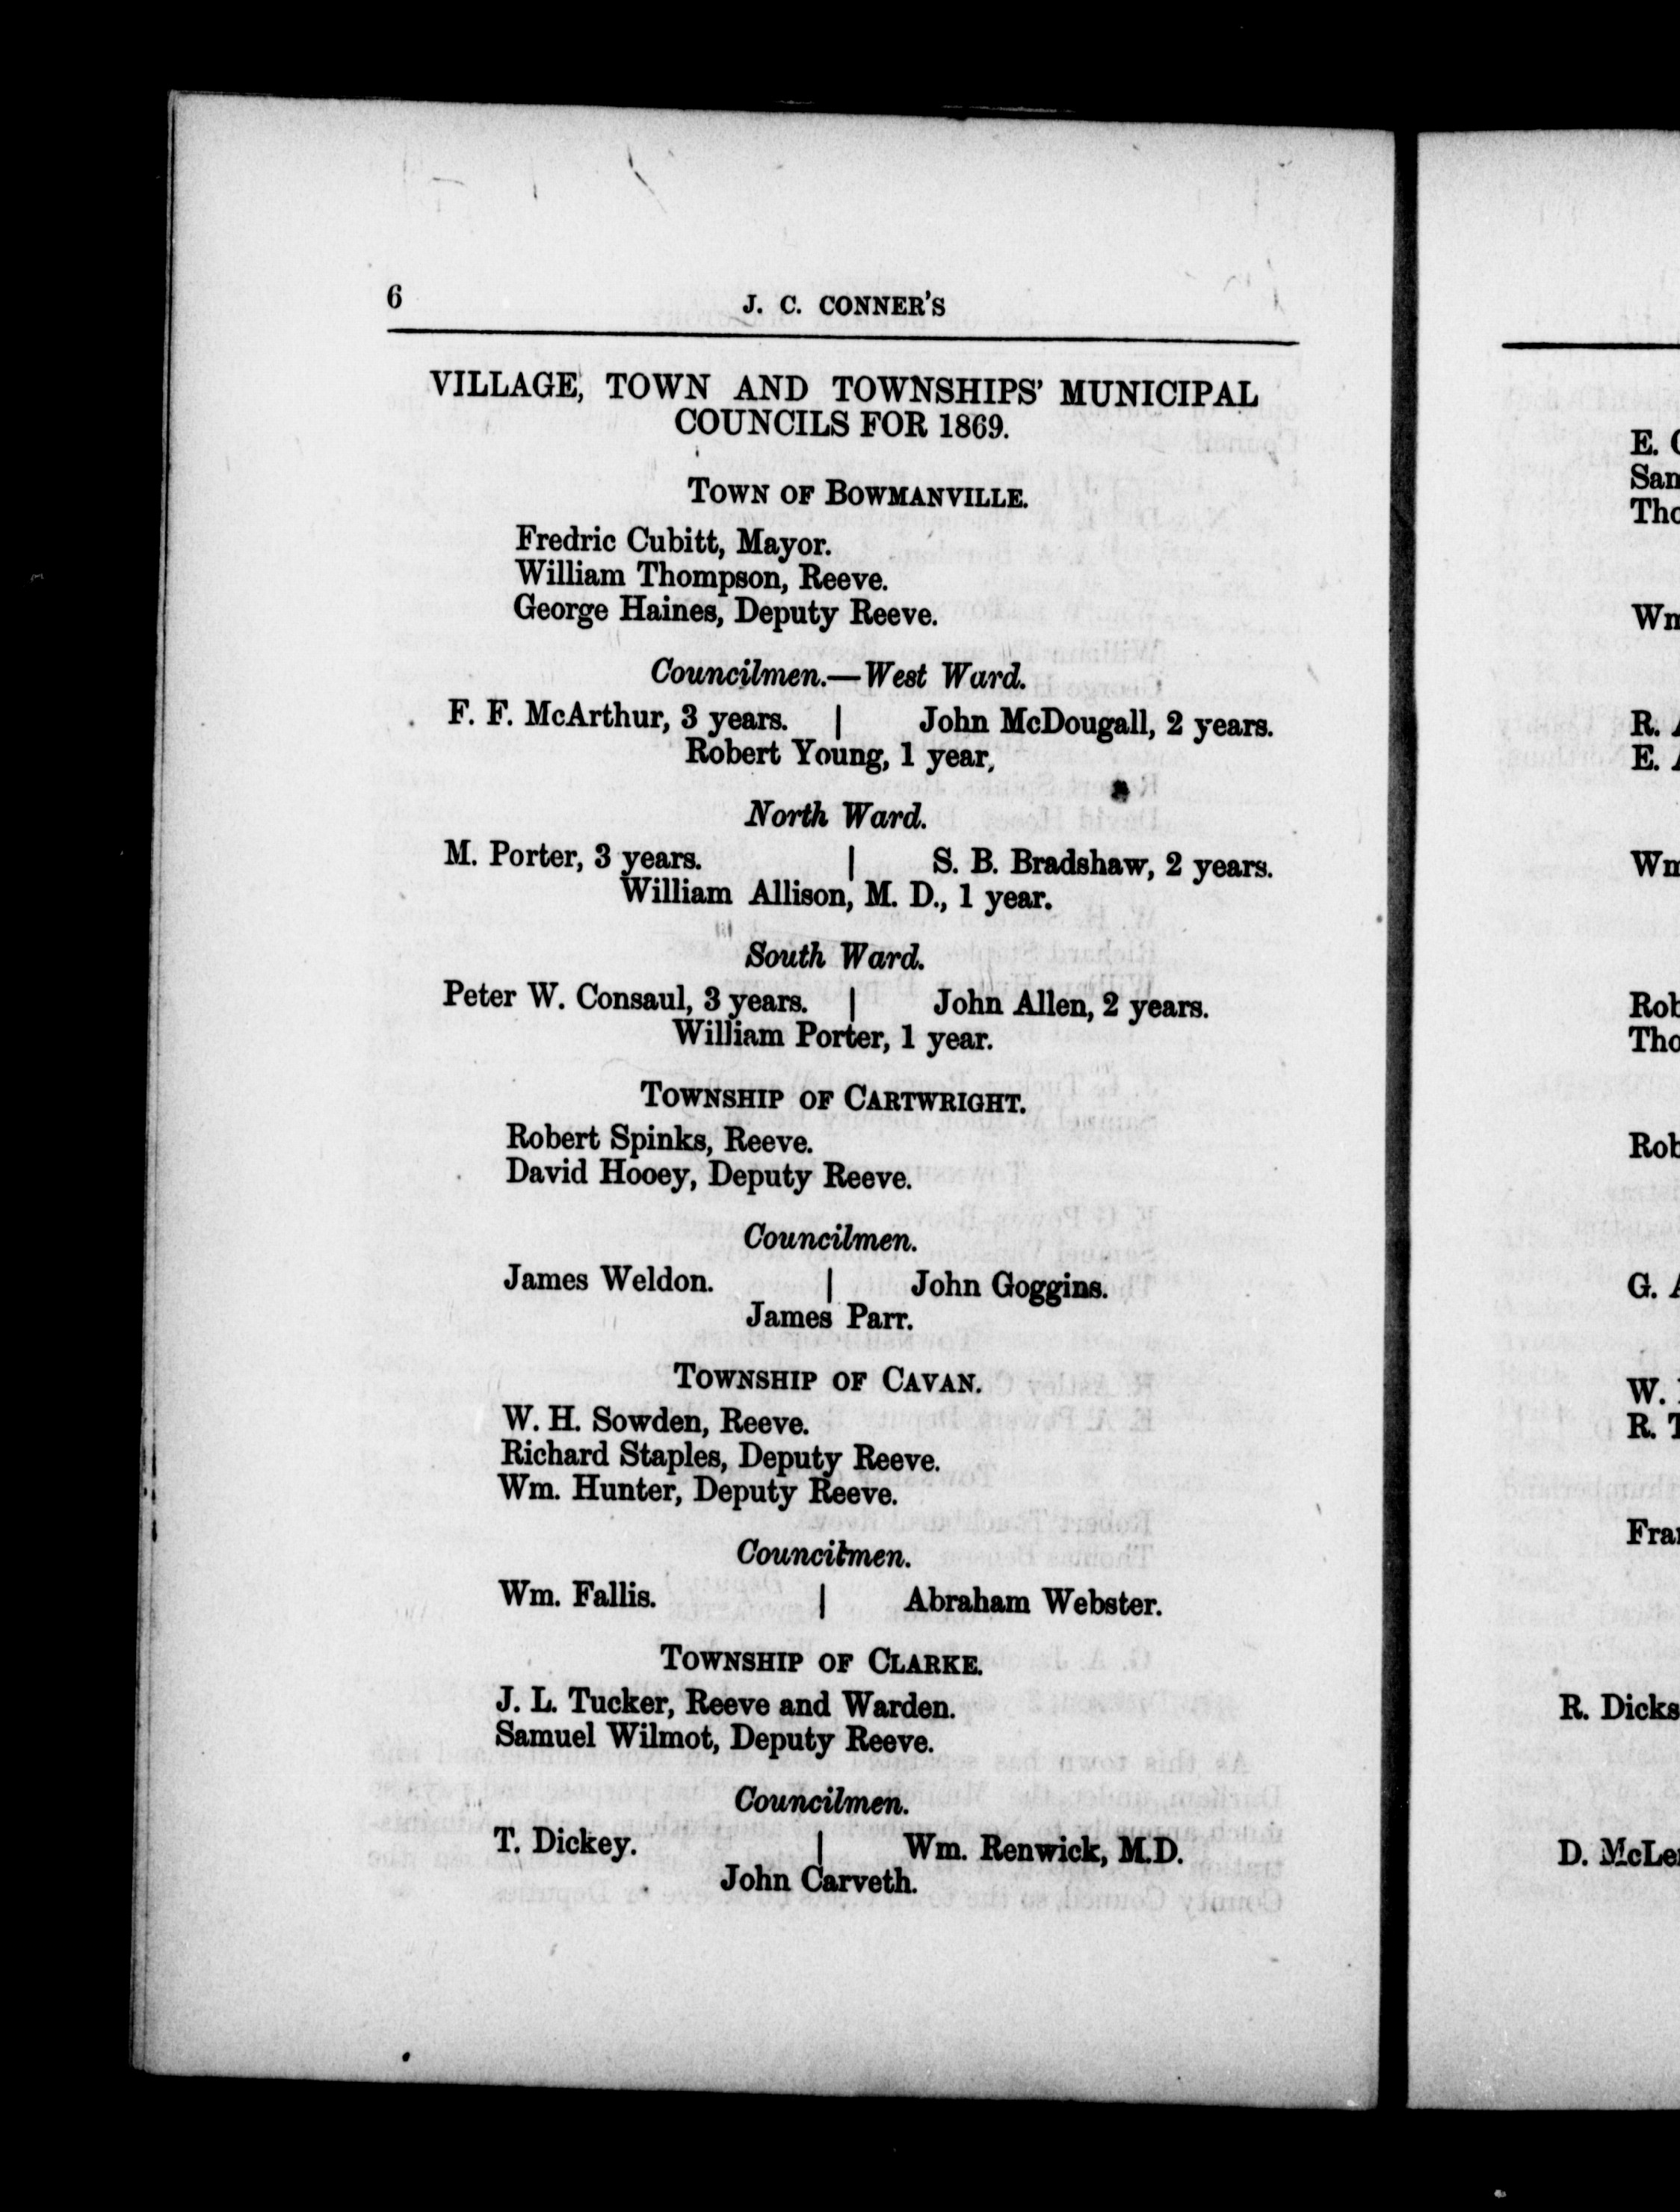 6
J. C. CONNER'S
VILLAGE, TOWN AND TOWNSHIPS' MUNICIPAL
COUNCILS FOR 1869.
TOWN OF BOWMANVILLE.
Fredric Cubitt, Mayor.
William Thompson, Reeve.
George Haines, Deputy Reeve.
Councilmen.—West Ward.
F. F. McArthur, 3 years. | John McDougall, 2 years.
Robert Young, 1 year,
North Ward.
M. Porter, 3 years. | S. B. Bradshaw, 2 years.
William Allison, M. D., 1 year.
South Ward.
Peter W. Consaul, 3 years. | John Allen, 2 years.
William Porter, 1 year.
TOWNSHIP OF CARTWRIGHT.
Robert Spinks, Reeve.
David Hooey, Deputy Reeve.
Councilmen.
James Weldon. | John Goggins.
James Parr.
TOWNSHIP OF CAVAN.
W. H. Sowden, Reeve.
Richard Staples, Deputy Reeve.
Wm. Hunter, Deputy Reeve.
Councilmen.
Wm. Fallis. | Abraham Webster.
TOWNSHIP OF CLARKE.
J. L. Tucker, Reeve and Warden.
Samuel Wilmot, Deputy Reeve.
Councilmen.
T. Dickey. | Wm. Renwick, M.D.
John Carveth.
E.
R.
E.
G.
W.
R.
R.
D.